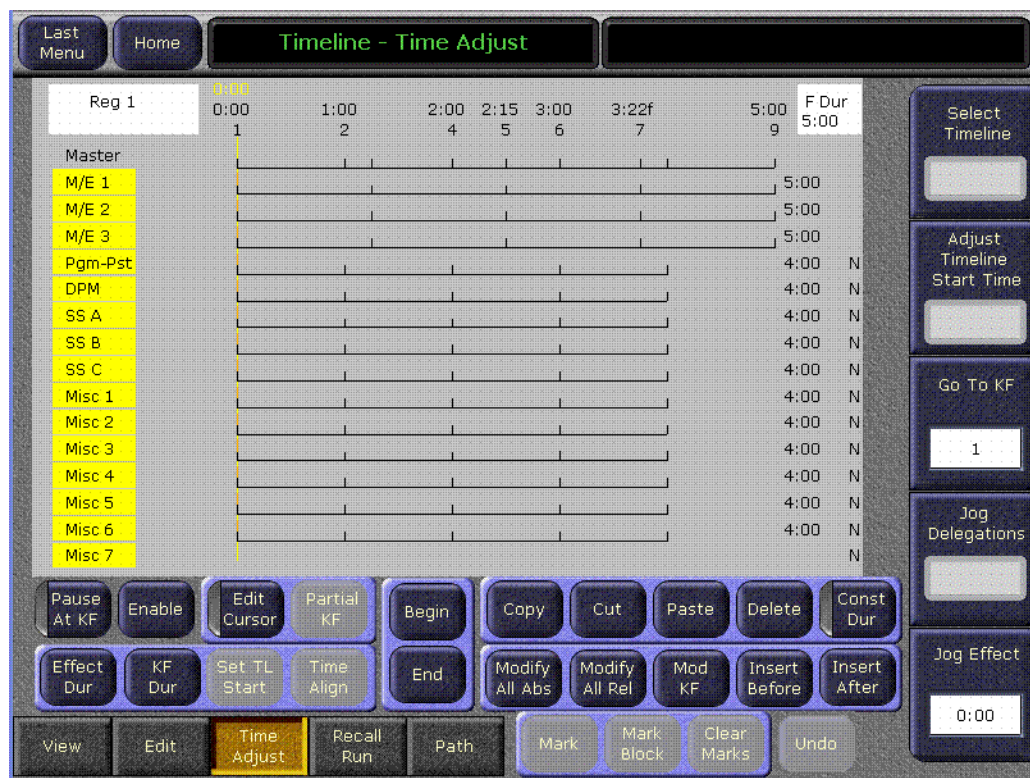 Last Menu
Home
Timeline - Time Adjust
Reg 1
0:00
0:00 1:00 2:00 2:15 3:00 3:22f 5:00
F Dur
5:00
1 2 4 5 6 7 9
Master
M/E 1 5:00
M/E 2 5:00
M/E 3 5:00
Pgm-Pst 4:00 N
DPM 4:00 N
SS A 4:00 N
SS B 4:00 N
SS C 4:00 N
Misc 1 4:00 N
Misc 2 4:00 N
Misc 3 4:00 N
Misc 4 4:00 N
Misc 5 4:00 N
Misc 6 4:00 N
Misc 7 N
Select
Timeline
Adjust
Timeline
Start Time
Go To KF
1
Jog
Delegations
Jog Effect
0:00
Pause
At KF
Enable
Edit
Cursor
Partial
KF
Begin
Copy
Cut
Paste
Delete
Const
Dur
Effect
Dur
KF
Dur
Set TL
Start
Time
Align
End
Modify
All Abs
Modify
All Rel
Mod
KF
Insert
Before
Insert
After
View
Edit
Time
Adjust
Recall
Run
Path
Mark
Mark
Block
Clear
Marks
Undo